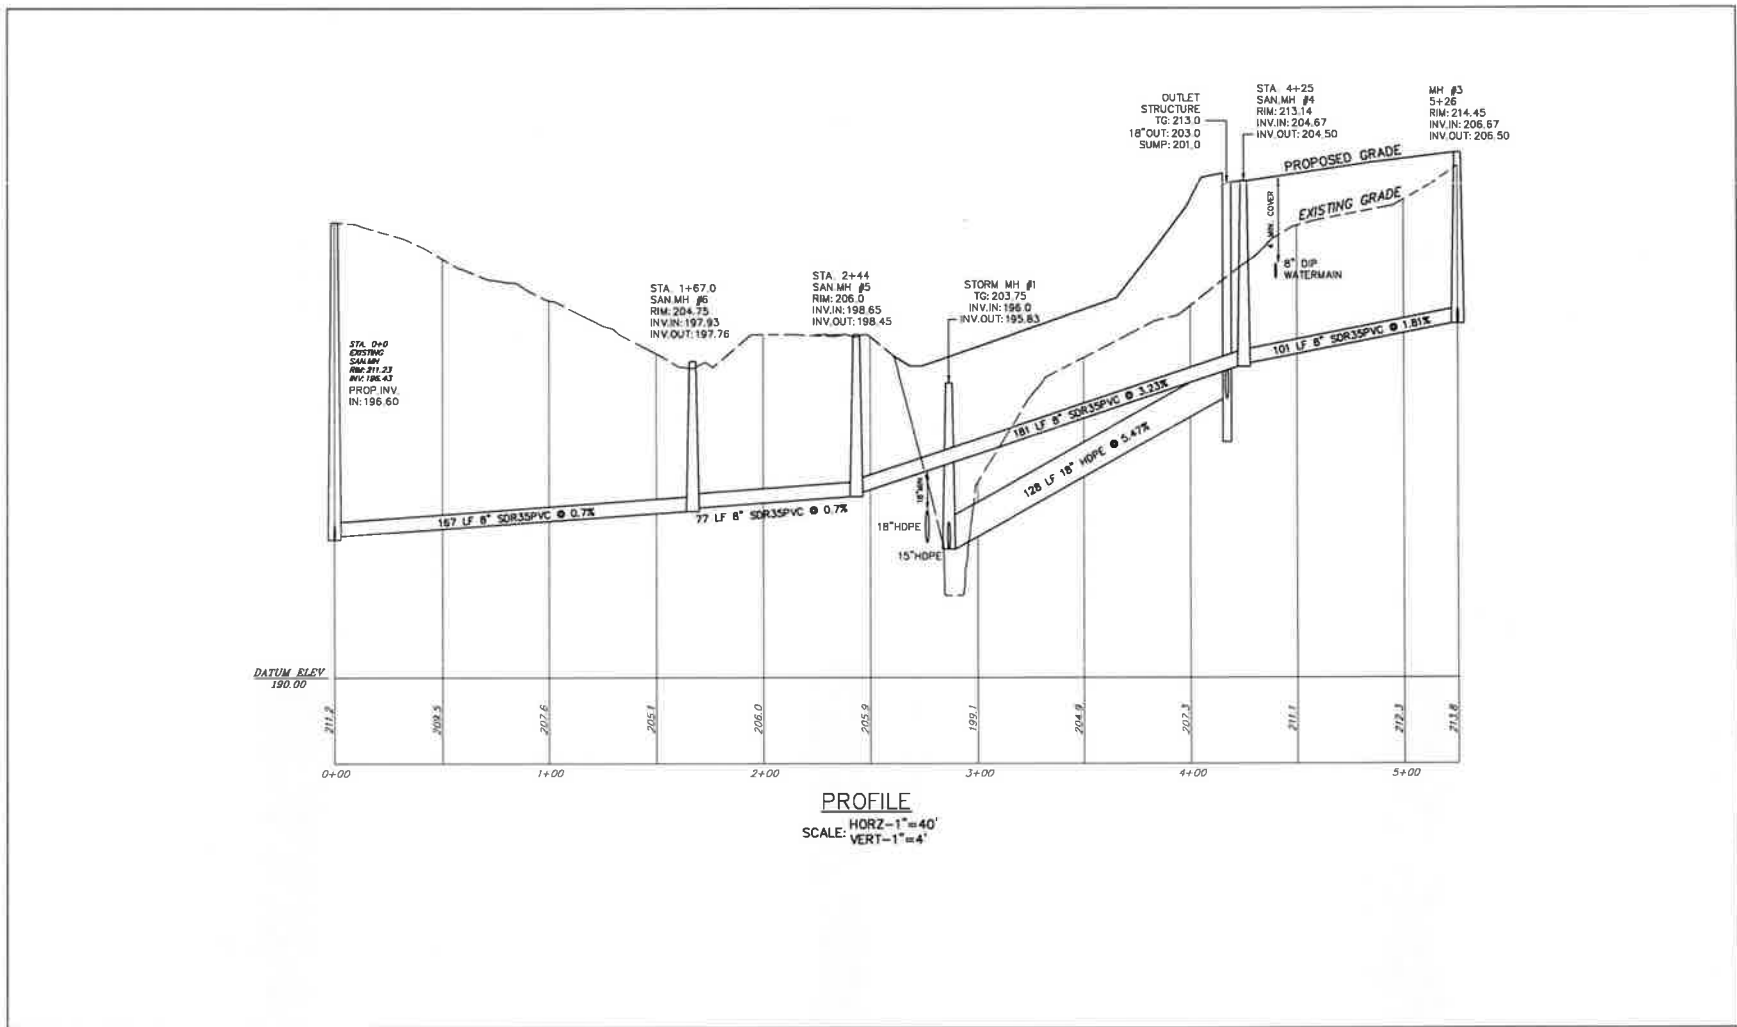 OUTLET
STRUCTURE
TG: 213.0
18"OUT: 203.0
SUMP: 201.0
STA. 4+25
SAN.MH #4
RIM: 213.14
INV.IN: 204.67
INV.OUT: 204.50
MH #3
5+26
RIM: 214.45
INV.IN: 206.67
INV.OUT: 206.50
PROPOSED GRADE
EXISTING GRADE
MIN. COVER
8" DIP
WATERMAIN
STA. 1+67.0
SAN.MH #6
RIM: 204.75
INV.IN: 197.93
INV.OUT: 197.76
STA. 2+44
SAN.MH #5
RIM: 206.0
INV.IN: 198.65
INV.OUT: 198.45
STORM MH #1
TG: 203.75
INV.IN: 196.0
INV.OUT: 195.83
STA. 0+0
EXISTING
SAN.MH
RIM: 211.23
INV: 196.43
PROP.INV.
IN: 196.60
101 LF 8" SDR35PVC @ 1.81%
181 LF 8" SDR35PVC @ 3.23%
128 LF 18" HDPE @ 5.47%
167 LF 8" SDR35PVC @ 0.7%
77 LF 8" SDR35PVC @ 0.7%
18"MIN
18"HDPE
15"HDPE
DATUM ELEV
190.00
211.2
209.5
207.6
205.1
206.0
205.9
199.1
204.9
207.3
211.1
212.3
213.8
0+00
1+00
2+00
3+00
4+00
5+00
PROFILE
SCALE: HORZ-1"=40'
VERT-1"=4'